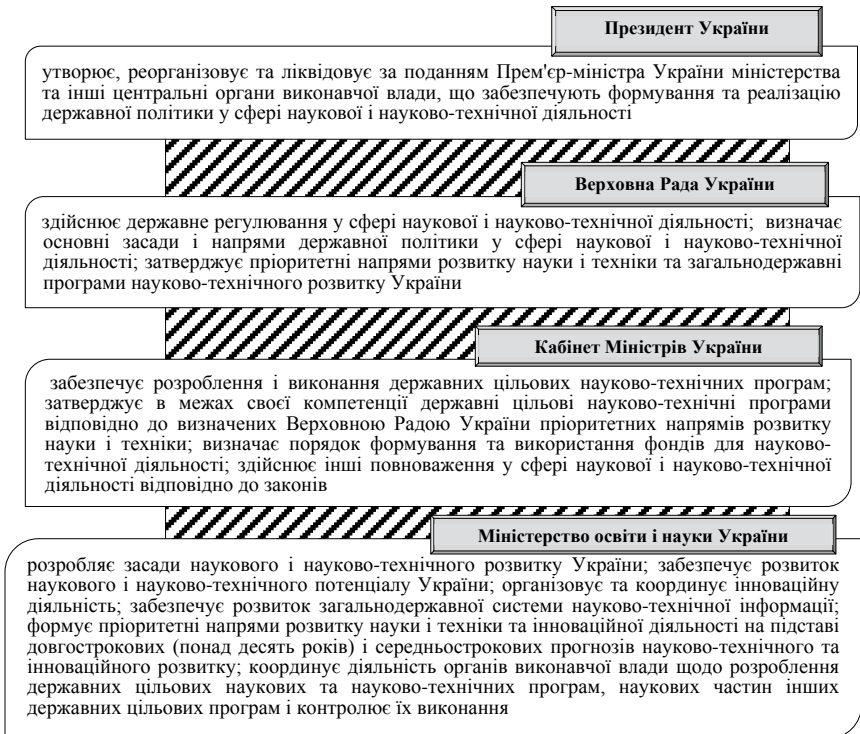 Президент України
утворює, реорганізовує та ліквідовує за поданням Прем'єр-міністра України міністерства
та інші центральні органи виконавчої влади, що забезпечують формування та реалізацію
державної політики у сфері наукової і науково-технічної діяльності
Верховна Рада України
здійснює державне регулювання у сфері наукової і науково-технічної діяльності; визначає
основні засади і напрями державної політики у сфері наукової і науково-технічної
діяльності; затверджує пріоритетні напрями розвитку науки і техніки та загальнодержавні
програми науково-технічного розвитку України
Кабінет Міністрів України
забезпечує розроблення і виконання державних цільових науково-технічних програм;
затверджує в межах своєї компетенції державні цільові науково-технічні програми
відповідно до визначених Верховною Радою України пріоритетних напрямів розвитку
науки і техніки; визначає порядок формування та використання фондів для науково-
технічної діяльності; здійснює інші повноваження у сфері наукової і науково-технічної
діяльності відповідно до законів
Міністерство освіти і науки України
розробляє засади наукового і науково-технічного розвитку України; забезпечує розвиток
наукового і науково-технічного потенціалу України; організовує та координує інноваційну
діяльність; забезпечує розвиток загальнодержавної системи науково-технічної інформації;
формує пріоритетні напрями розвитку науки і техніки та інноваційної діяльності на підставі
довгострокових (понад десять років) і середньострокових прогнозів науково-технічного та
інноваційного розвитку; координує діяльність органів виконавчої влади щодо розроблення
державних цільових наукових та науково-технічних програм, наукових частин інших
державних цільових програм і контролює їх виконання